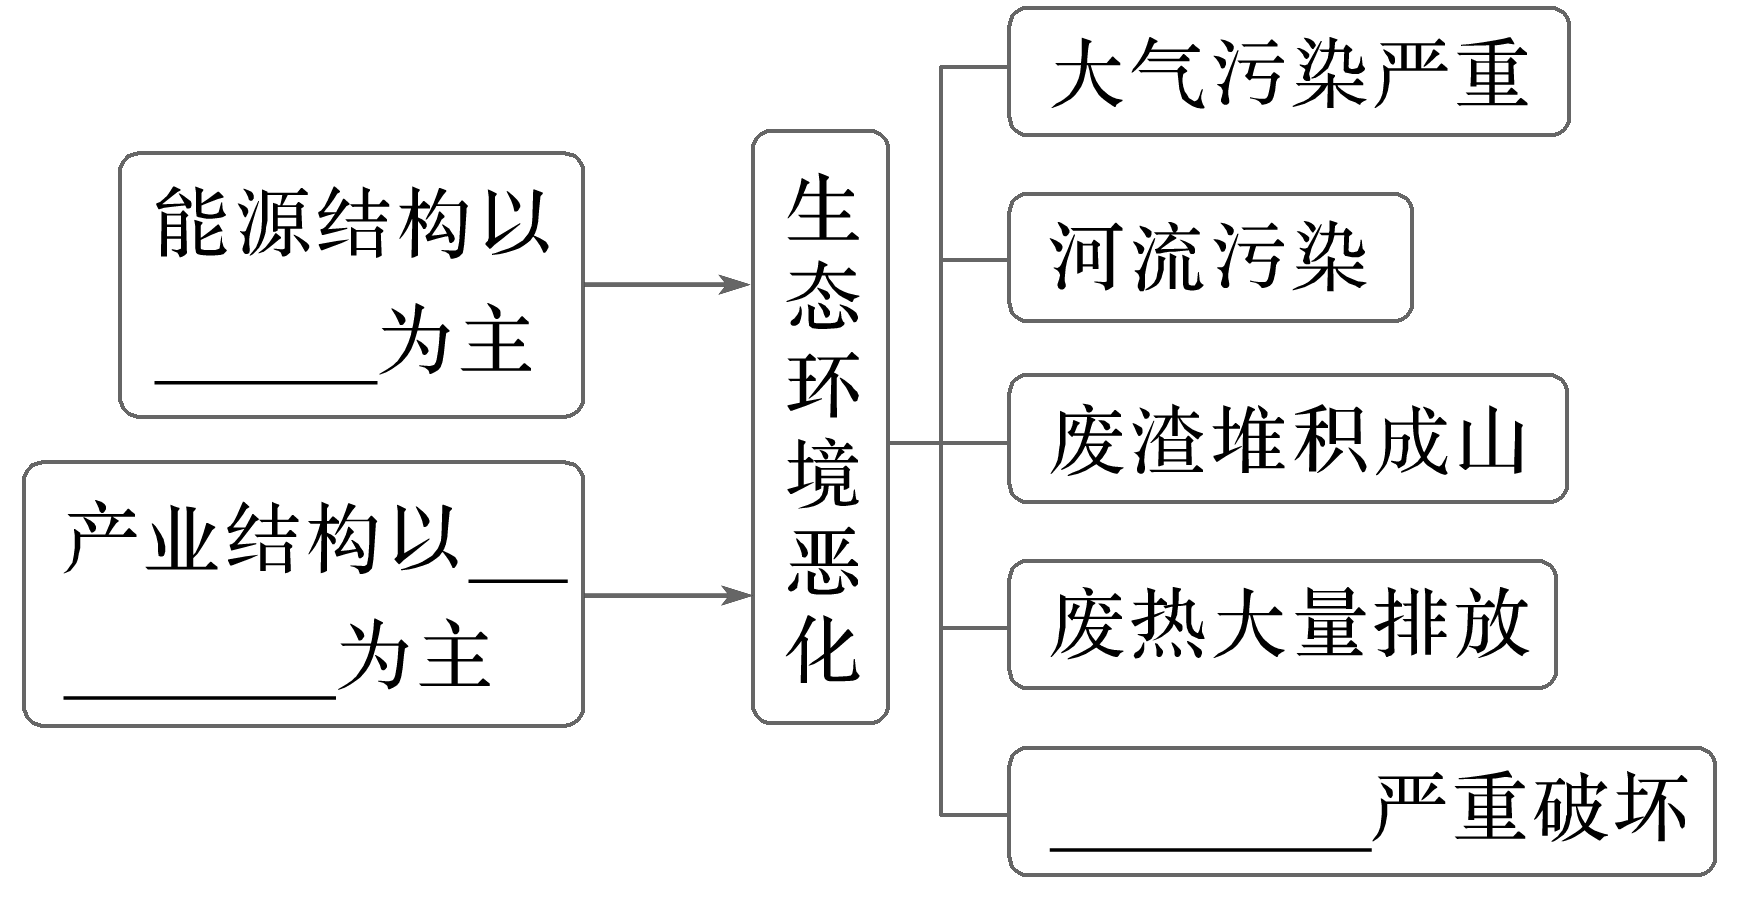 能源结构以
______为主
产业结构以___
________为主
生态环境恶化
大气污染严重
河流污染
废渣堆积成山
废热大量排放
_________严重破坏